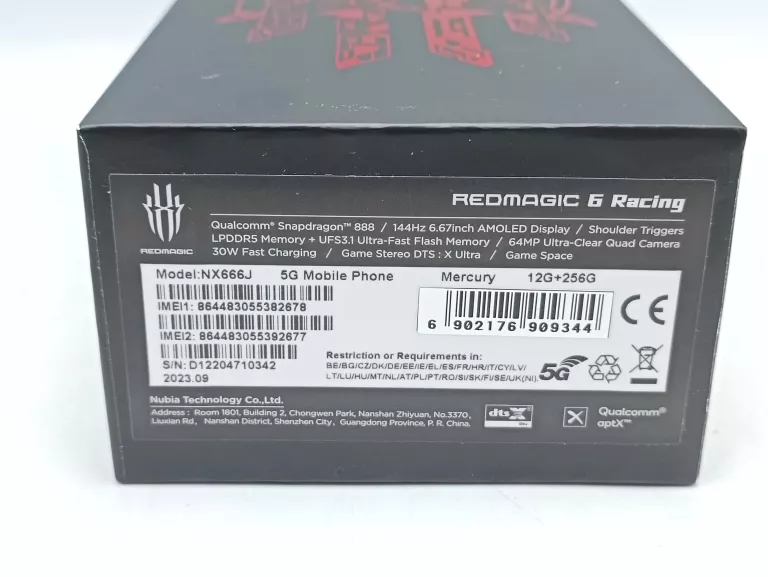 REDMAGIC 6 Racing
REDMAGIC
Qualcomm® Snapdragon™ 888 / 144Hz 6.67inch AMOLED Display / Shoulder Triggers
LPDDR5 Memory + UFS3.1 Ultra-Fast Flash Memory / 64MP Ultra-Clear Quad Camera
30W Fast Charging / Game Stereo DTS : X Ultra / Game Space
Model:NX666J 5G Mobile Phone Mercury 12G+256G
IMEI1: 864483055382678
IMEI2: 864483055392677
S/N: D12204710342
2023.09
6 902176 909344
CE
Restriction or Requirements in:
BE/BG/CZ/DK/DE/EE/IE/EL/ES/FR/HR/IT/CY/LV/
LT/LU/HU/MT/NL/AT/PL/PT/RO/SI/SK/FI/SE/UK(NI).
5G
Nubia Technology Co.,Ltd.
Address : Room 1801, Building 2, Chongwen Park, Nanshan Zhiyuan, No.3370,
Liuxian Rd., Nanshan District, Shenzhen City, Guangdong Province, P. R. China.
dts X
Qualcomm®
aptX™